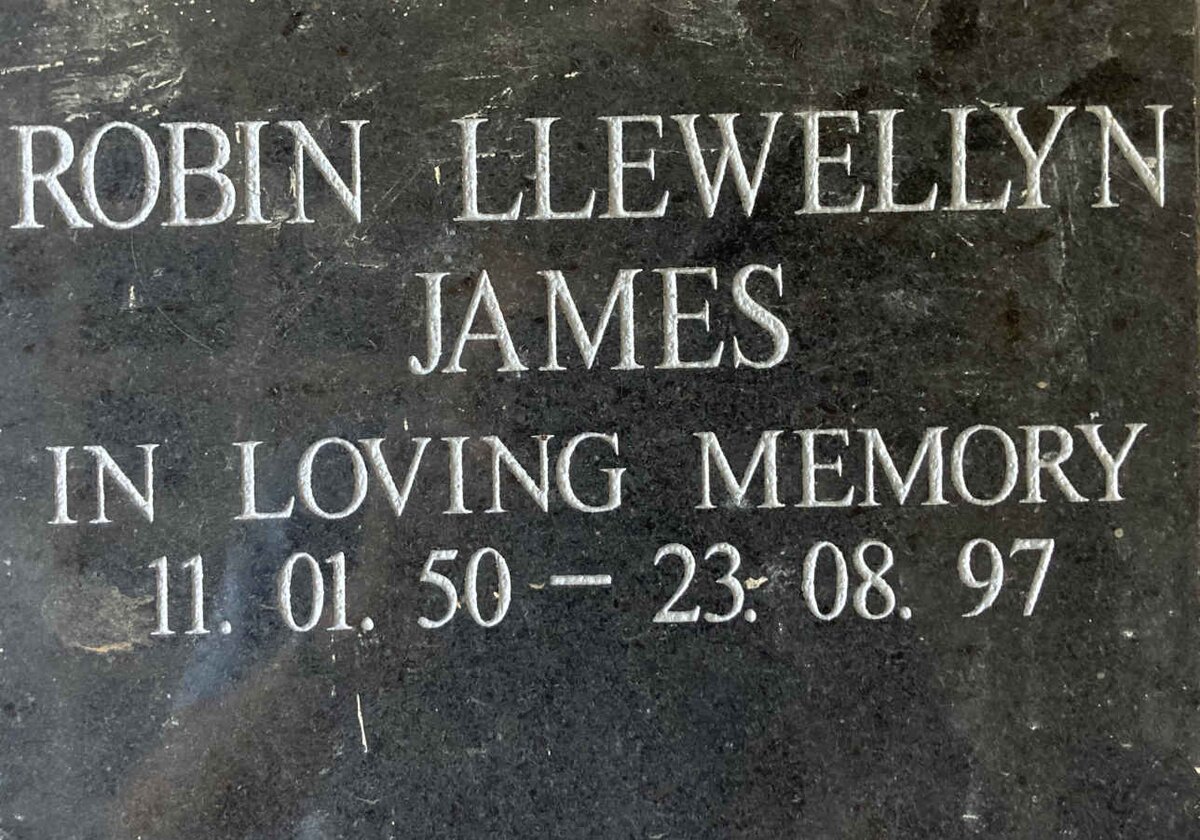 ROBIN LLEWELLYN
JAMES
IN LOVING MEMORY
11. 01. 50 – 23. 08. 97